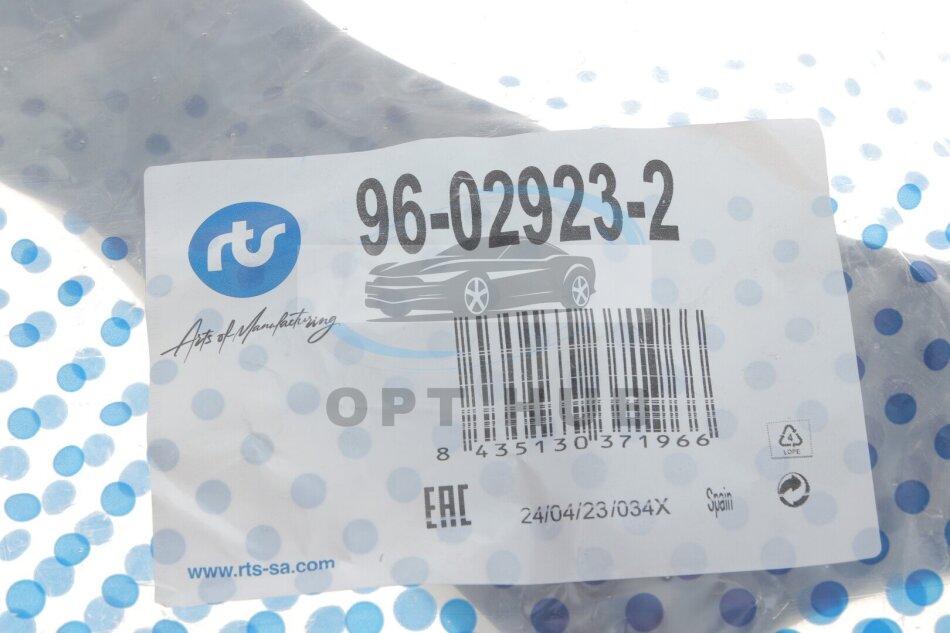 96-02923-2
rts
Arts of Manufacturing
OPT HUB
8 435130 371966
4
LDPE
EAC
24/04/23/034X
Spain
www.rts-sa.com